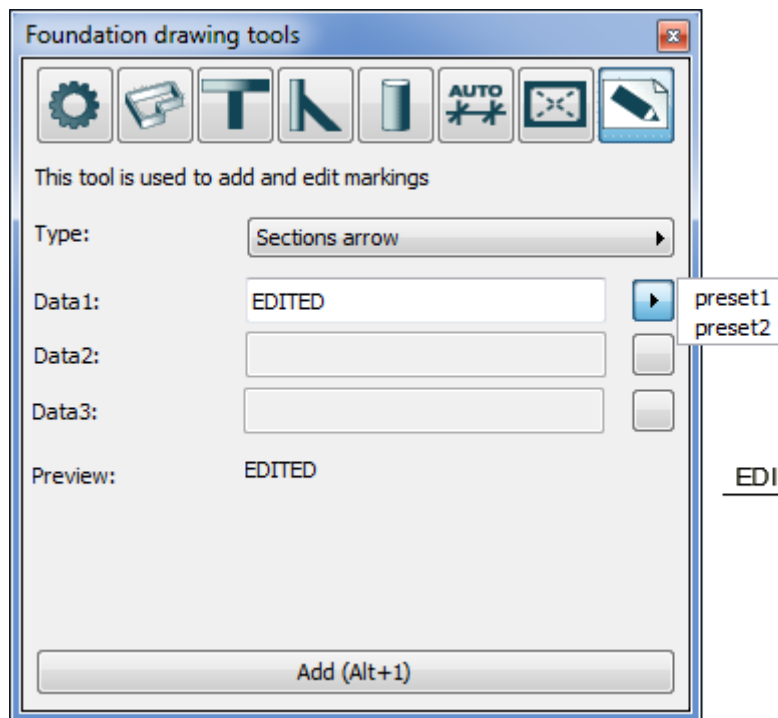 Foundation drawing tools
AUTO
This tool is used to add and edit markings
Type: Sections arrow
Data1: EDITED
preset1
preset2
Data2:
Data3:
Preview: EDITED
EDI
Add (Alt+1)